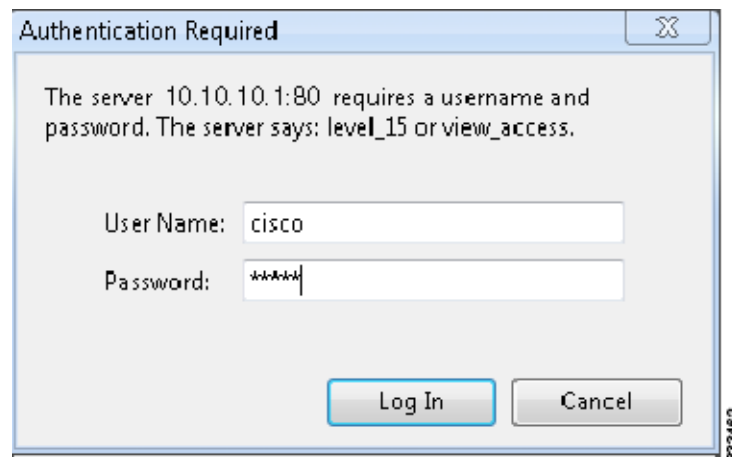 Authentication Required
The server 10.10.10.1:80 requires a username and
password. The server says: level_15 or view_access.
User Name: cisco
Password: *****
Log In Cancel